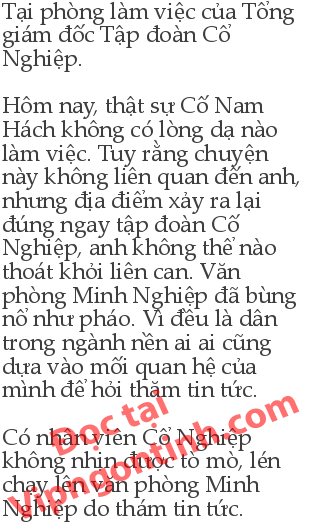 Tại phòng làm việc của Tổng
giám đốc Tập đoàn Cổ
Nghiệp.
Hôm nay, thật sự Cố Nam
Hách không có lòng dạ nào
làm việc. Tuy rằng chuyện
này không liên quan đến anh,
nhưng địa điểm xảy ra lại
đúng ngay tập đoàn Cố
Nghiệp, anh không thể nào
thoát khỏi liên can. Văn
phòng Minh Nghiệp đã bùng
nổ như pháo. Vì đều là dân
trong ngành nền ai ai cũng
dựa vào mối quan hệ của
mình để hỏi thăm tin tức.
Có nhân viên Cổ Nghiệp
không nhịn được tò mò, lén
chạy lên văn phòng Minh
Nghiệp do thám tin tức.
Đọc tại
Vipngontinh.com